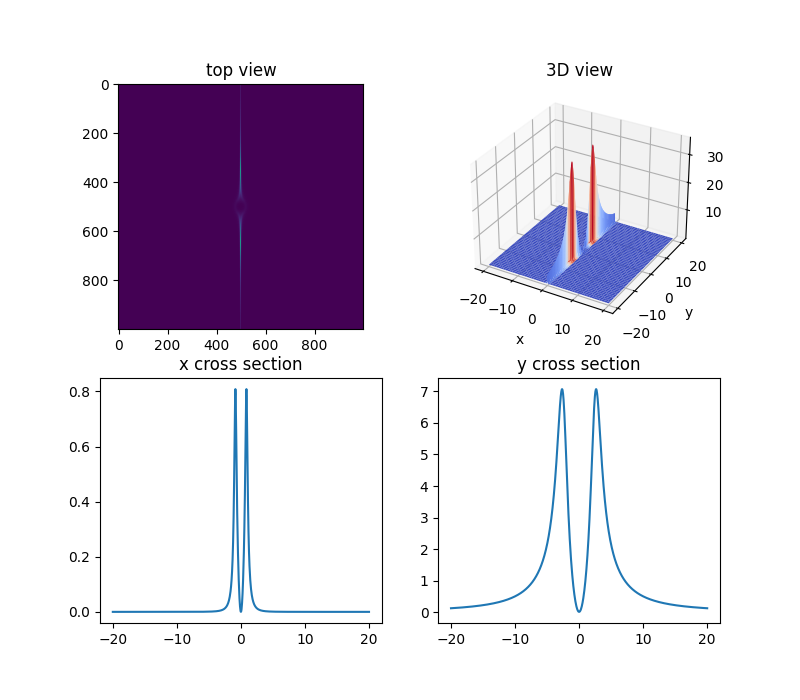 top view
0
200
400
600
800
0 200 400 600 800
3D view
30
20
10
−20 −10 0 10 20
x
−20 −10 0 10 20
y
x cross section
0.8
0.6
0.4
0.2
0.0
−20 −10 0 10 20
y cross section
7
6
5
4
3
2
1
0
−20 −10 0 10 20